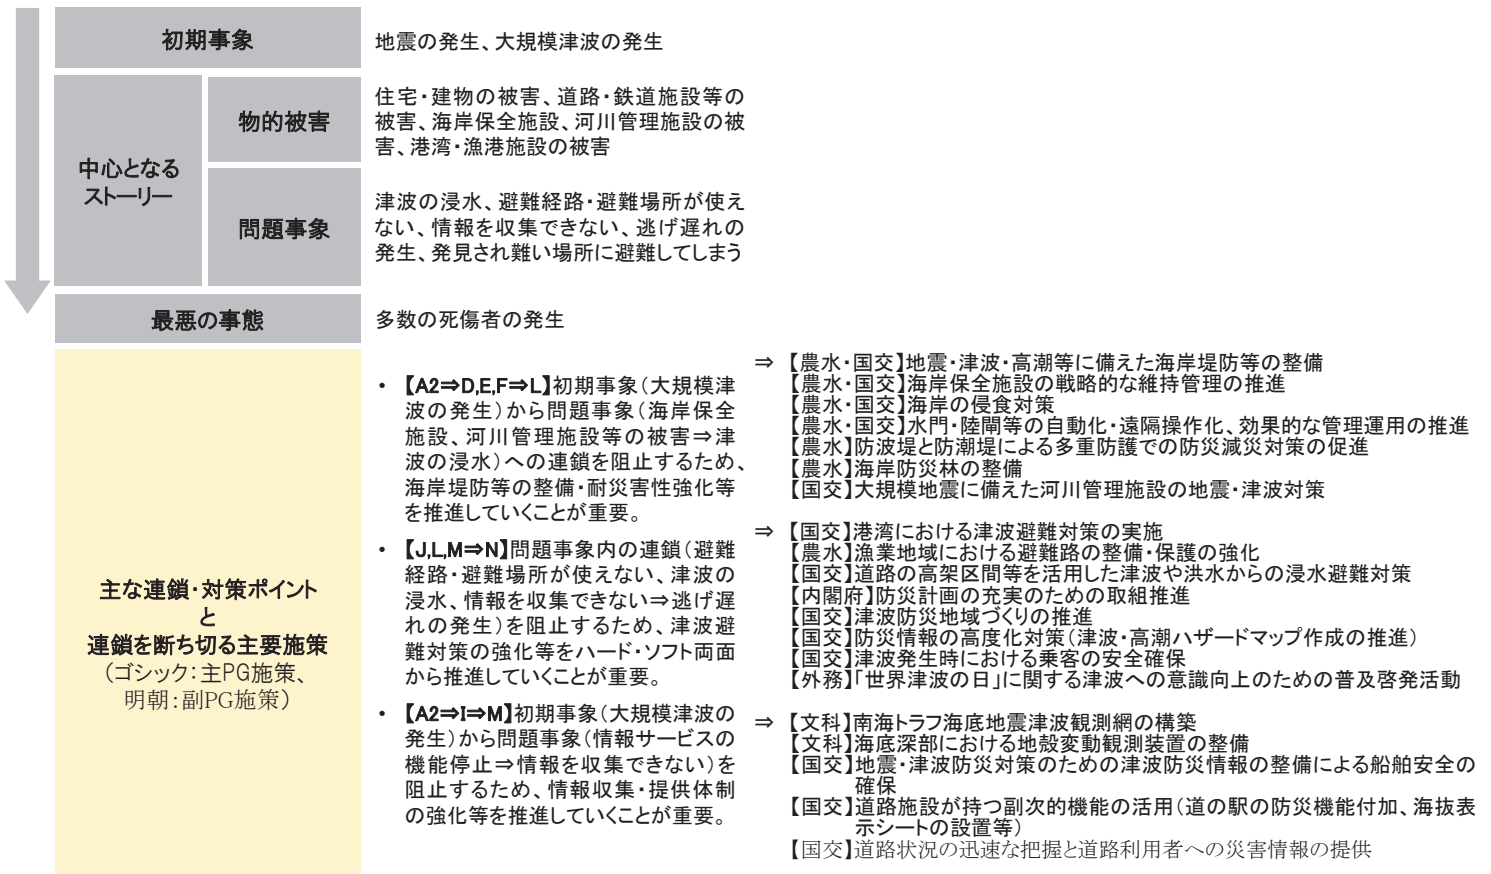 初期事象
地震の発生、大規模津波の発生
中心となる
ストーリー
物的被害
住宅・建物の被害、道路・鉄道施設等の
被害、海岸保全施設、河川管理施設の被
害、港湾・漁港施設の被害
問題事象
津波の浸水、避難経路・避難場所が使え
ない、情報を収集できない、逃げ遅れの
発生、発見され難い場所に避難してしまう
最悪の事態
多数の死傷者の発生
主な連鎖・対策ポイント
と
連鎖を断ち切る主要施策
（ゴシック：主PG施策、
明朝：副PG施策）
・ 【A2⇒D,E,F⇒L】初期事象（大規模津
波の発生）から問題事象（海岸保全
施設、河川管理施設等の被害⇒津
波の浸水）への連鎖を阻止するため、
海岸堤防等の整備・耐災害性強化等
を推進していくことが重要。
⇒ 【農水・国交】地震・津波・高潮等に備えた海岸堤防等の整備
【農水・国交】海岸保全施設の戦略的な維持管理の推進
【農水・国交】海岸の侵食対策
【農水・国交】水門・陸閘等の自動化・遠隔操作化、効果的な管理運用の推進
【農水】防波堤と防潮堤による多重防護での防災減災対策の促進
【農水】海岸防災林の整備
【国交】大規模地震に備えた河川管理施設の地震・津波対策
・ 【J,L,M⇒N】問題事象内の連鎖（避難
経路・避難場所が使えない、津波の
浸水、情報を収集できない⇒逃げ遅
れの発生）を阻止するため、津波避
難対策の強化等をハード・ソフト両面
から推進していくことが重要。
⇒ 【国交】港湾における津波避難対策の実施
【農水】漁業地域における避難路の整備・保護の強化
【国交】道路の高架区間等を活用した津波や洪水からの浸水避難対策
【内閣府】防災計画の充実のための取組推進
【国交】津波防災地域づくりの推進
【国交】防災情報の高度化対策（津波・高潮ハザードマップ作成の推進）
【国交】津波発生時における乗客の安全確保
【外務】「世界津波の日」に関する津波への意識向上のための普及啓発活動
・ 【A2⇒I⇒M】初期事象（大規模津波の
発生）から問題事象（情報サービスの
機能停止⇒情報を収集できない）を
阻止するため、情報収集・提供体制
の強化等を推進していくことが重要。
⇒ 【文科】南海トラフ海底地震津波観測網の構築
【文科】海底深部における地殻変動観測装置の整備
【国交】地震・津波防災対策のための津波防災情報の整備による船舶安全の
確保
【国交】道路施設が持つ副次的機能の活用（道の駅の防災機能付加、海抜表
示シートの設置等）
【国交】道路状況の迅速な把握と道路利用者への災害情報の提供